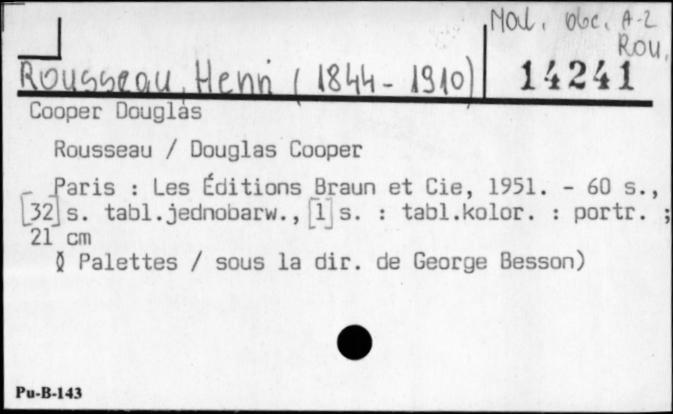 Mal. obc. A-2
Rou.
Rousseau, Henri (1844-1910)
14241
Cooper Douglas
Rousseau / Douglas Cooper
Paris : Les Éditions Braun et Cie, 1951. - 60 s.,
[32] s. tabl.jednobarw., [1] s. : tabl.kolor. : portr. ;
21 cm
( Palettes / sous la dir. de George Besson)
Pu-B-143